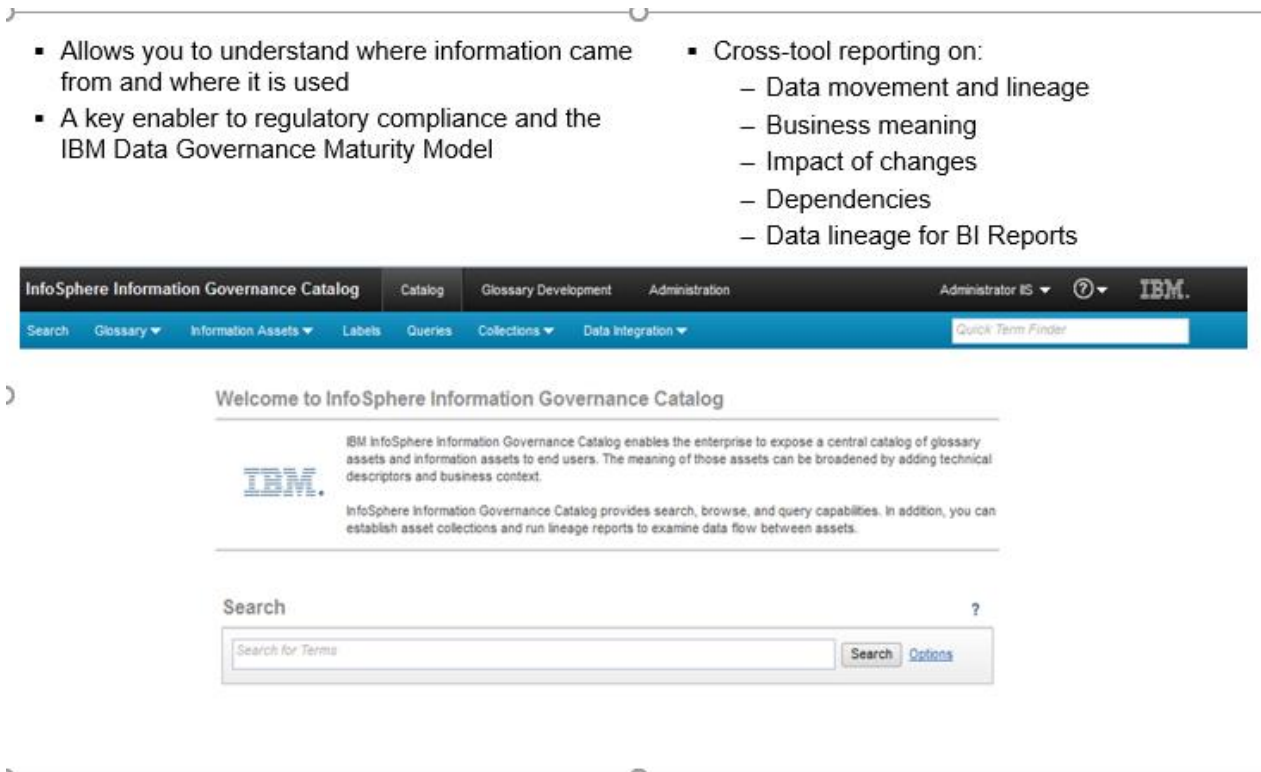 ▪ Allows you to understand where information came
from and where it is used
▪ A key enabler to regulatory compliance and the
IBM Data Governance Maturity Model
▪ Cross-tool reporting on:
– Data movement and lineage
– Business meaning
– Impact of changes
– Dependencies
– Data lineage for BI Reports
InfoSphere Information Governance Catalog Catalog Glossary Development Administration Administrator IIS ? IBM.
Search Glossary Information Assets Labels Queries Collections Data Integration Quick Term Finder
Welcome to InfoSphere Information Governance Catalog
IBM.
IBM InfoSphere Information Governance Catalog enables the enterprise to expose a central catalog of glossary
assets and information assets to end users. The meaning of those assets can be broadened by adding technical
descriptors and business context.
InfoSphere Information Governance Catalog provides search, browse, and query capabilities. In addition, you can
establish asset collections and run lineage reports to examine data flow between assets.
Search ?
Search for Terms Search Options